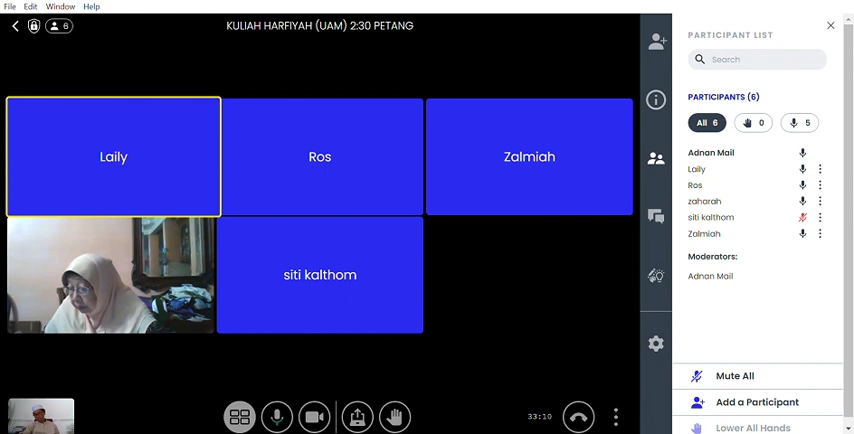 File Edit Window Help
6
KULIAH HARFIYAH (UAM) 2:30 PETANG
Laily
Ros
Zalmiah
siti kalthom
33:10
PARTICIPANT LIST
Search
PARTICIPANTS (6)
All 6 0 5
Adnan Mail
Laily
Ros
zaharah
siti kalthom
Zalmiah
Moderators:
Adnan Mail
Mute All
Add a Participant
Lower All Hands